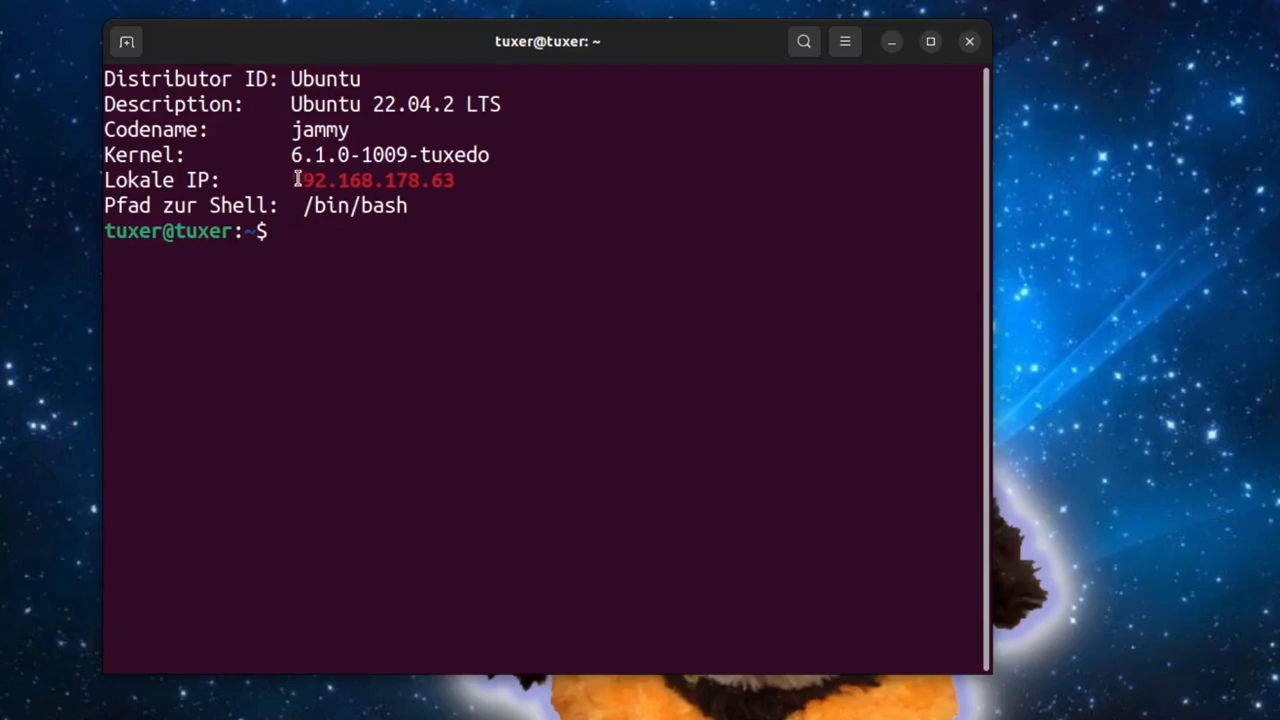 tuxer@tuxer: ~
Distributor ID: Ubuntu
Description: Ubuntu 22.04.2 LTS
Codename: jammy
Kernel: 6.1.0-1009-tuxedo
Lokale IP: 192.168.178.63
Pfad zur Shell: /bin/bash
tuxer@tuxer:~$